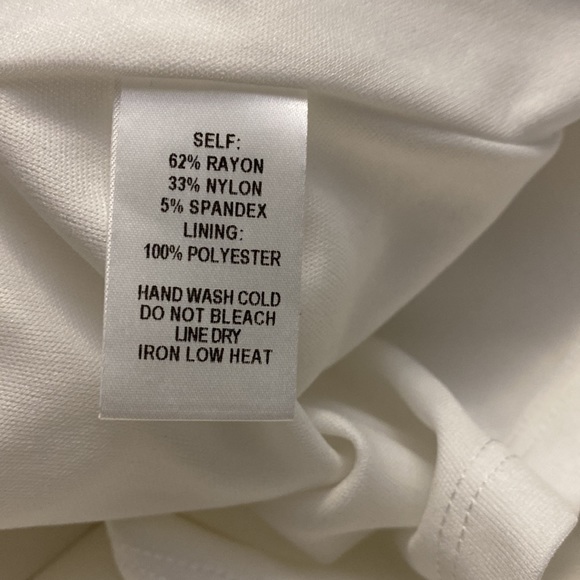 SELF:
62% RAYON
33% NYLON
5% SPANDEX
LINING:
100% POLYESTER
HAND WASH COLD
DO NOT BLEACH
LINE DRY
IRON LOW HEAT